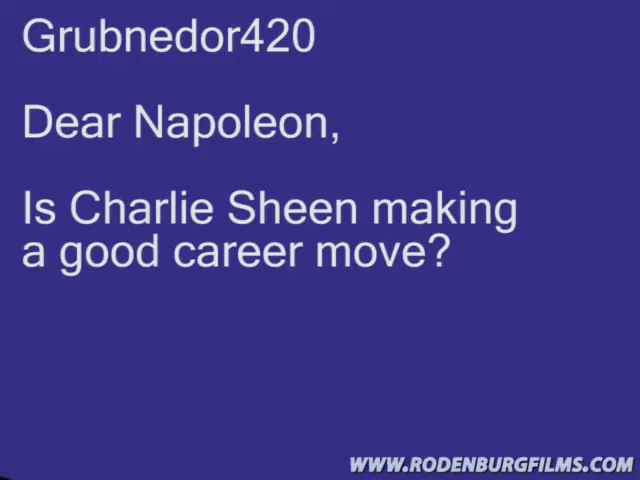 Grubnedor420
Dear Napoleon,
Is Charlie Sheen making
a good career move?
WWW.RODENBURGFILMS.COM